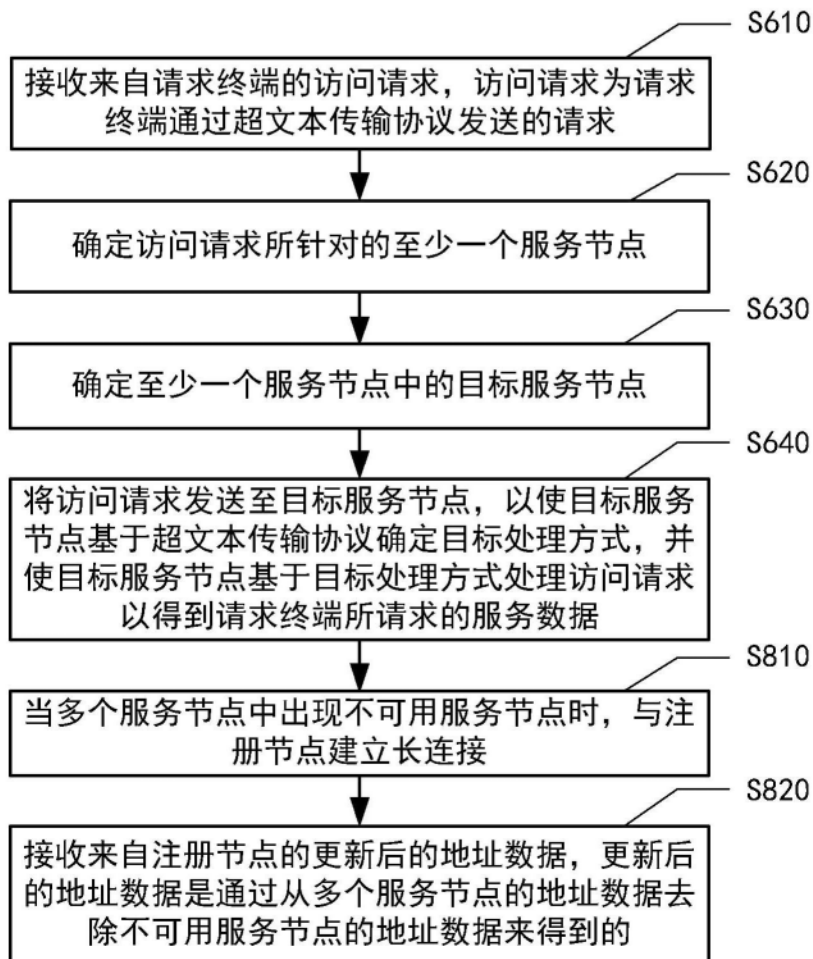 S610
接收来自请求终端的访问请求，访问请求为请求
终端通过超文本传输协议发送的请求
S620
确定访问请求所针对的至少一个服务节点
S630
确定至少一个服务节点中的目标服务节点
S640
将访问请求发送至目标服务节点，以使目标服务
节点基于超文本传输协议确定目标处理方式，并
使目标服务节点基于目标处理方式处理访问请求
以得到请求终端所请求的服务数据
S810
当多个服务节点中出现不可用服务节点时，与注
册节点建立长连接
S820
接收来自注册节点的更新后的地址数据，更新后
的地址数据是通过从多个服务节点的地址数据去
除不可用服务节点的地址数据来得到的